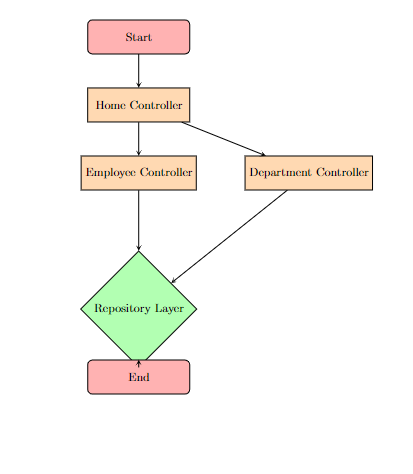 Start
Home Controller
Employee Controller
Department Controller
Repository Layer
End